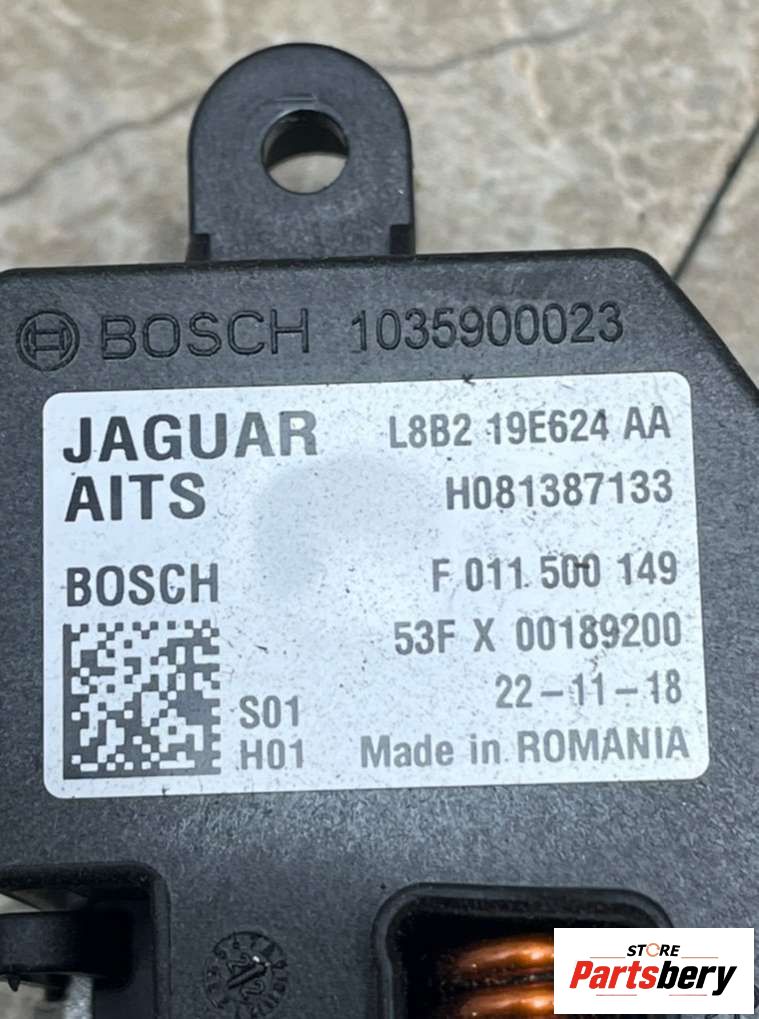 BOSCH 1035900023
JAGUAR L8B2 19E624 AA
AITS H081387133
BOSCH F 011 500 149
53F X 00189200
S01 22-11-18
H01 Made in ROMANIA
STORE
Partsbery